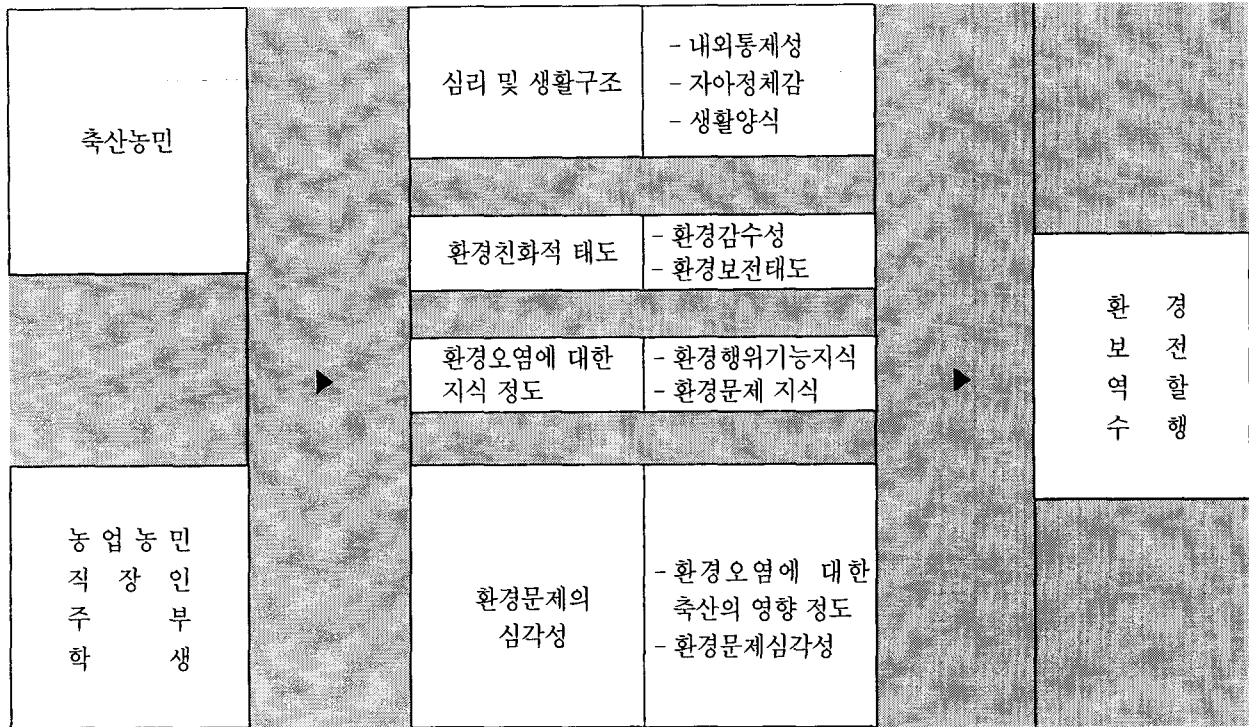 축산농민
농업농민
직장인
주부
학생
심리 및 생활구조
- 내외통제성
- 자아정체감
- 생활양식
환경친화적 태도
- 환경감수성
- 환경보전태도
환경오염에 대한
지식 정도
- 환경행위기능지식
- 환경문제 지식
환경문제의
심각성
- 환경오염에 대한
축산의 영향 정도
- 환경문제심각성
환경
보전
역할
수행